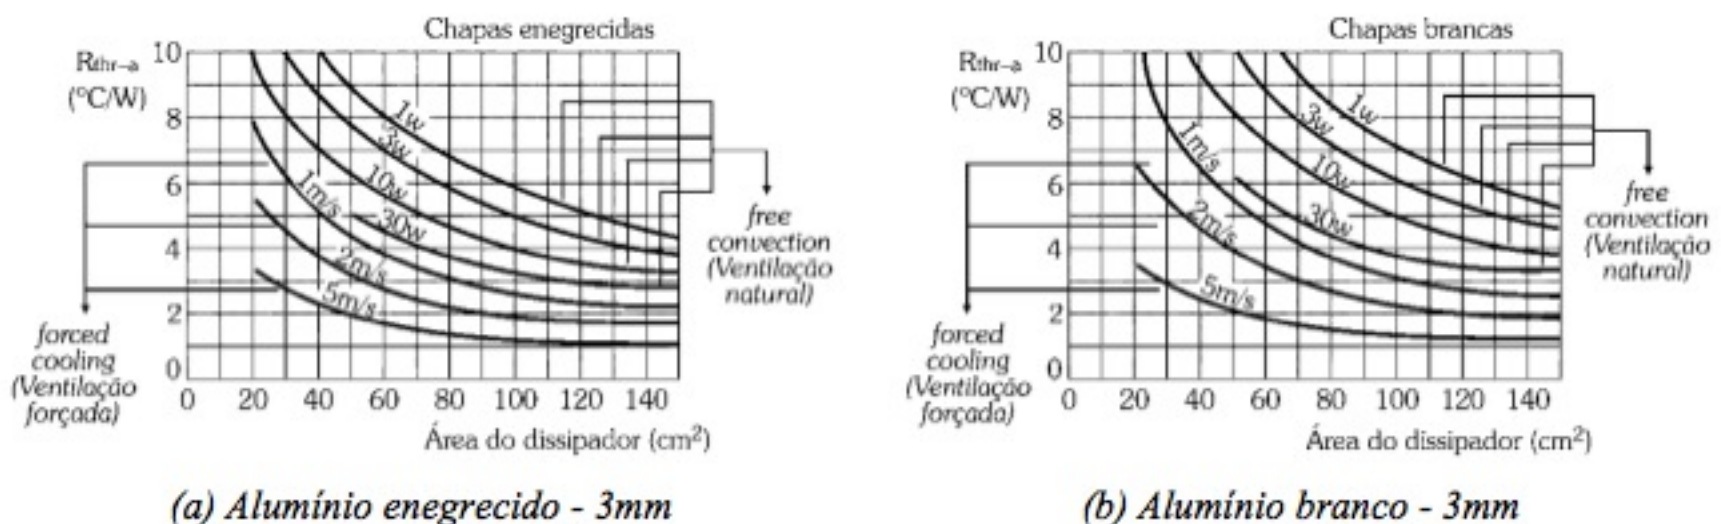 Chapas enegrecidas
Rthr-a
(°C/W)
10
8
6
4
2
0
0 20 40 60 80 100 120 140
1w
3w
10w
30w
1m/s
2m/s
5m/s
free
convection
(Ventilação
natural)
forced
cooling
(Ventilação
forçada)
Área do dissipador (cm²)
(a) Alumínio enegrecido - 3mm
Chapas brancas
Rthr-a
(°C/W)
10
8
6
4
2
0
0 20 40 60 80 100 120 140
1w
3w
10w
30w
1m/s
2m/s
5m/s
free
convection
(Ventilação
natural)
forced
cooling
(Ventilação
forçada)
Área do dissipador (cm²)
(b) Alumínio branco - 3mm